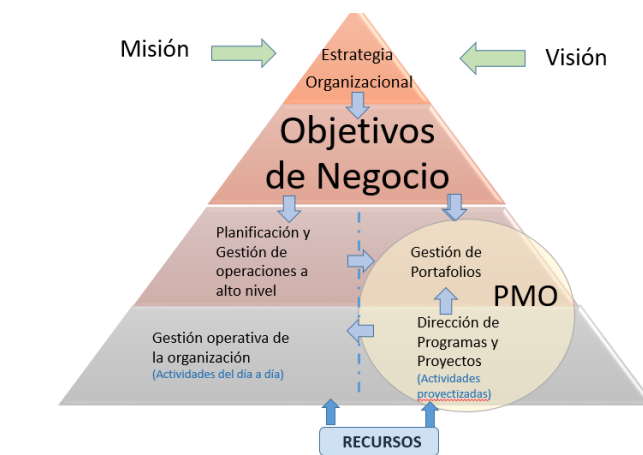 Misión
Visión
Estrategia
Organizacional
Objetivos
de Negocio
Planificación y
Gestión de
operaciones a
alto nivel
Gestión de
Portafolios
PMO
Gestión operativa de
la organización
(Actividades del día a día)
Dirección de
Programas y
Proyectos
(Actividades
proyectizadas)
RECURSOS